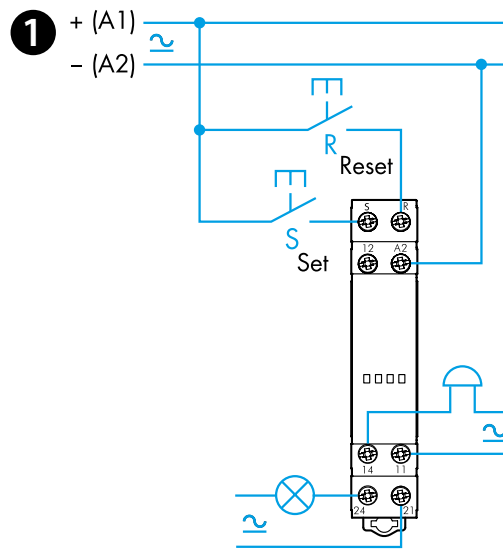 1
+ (A1)
– (A2)
R
Reset
S
Set
S R
12 A2
14 11
24 21